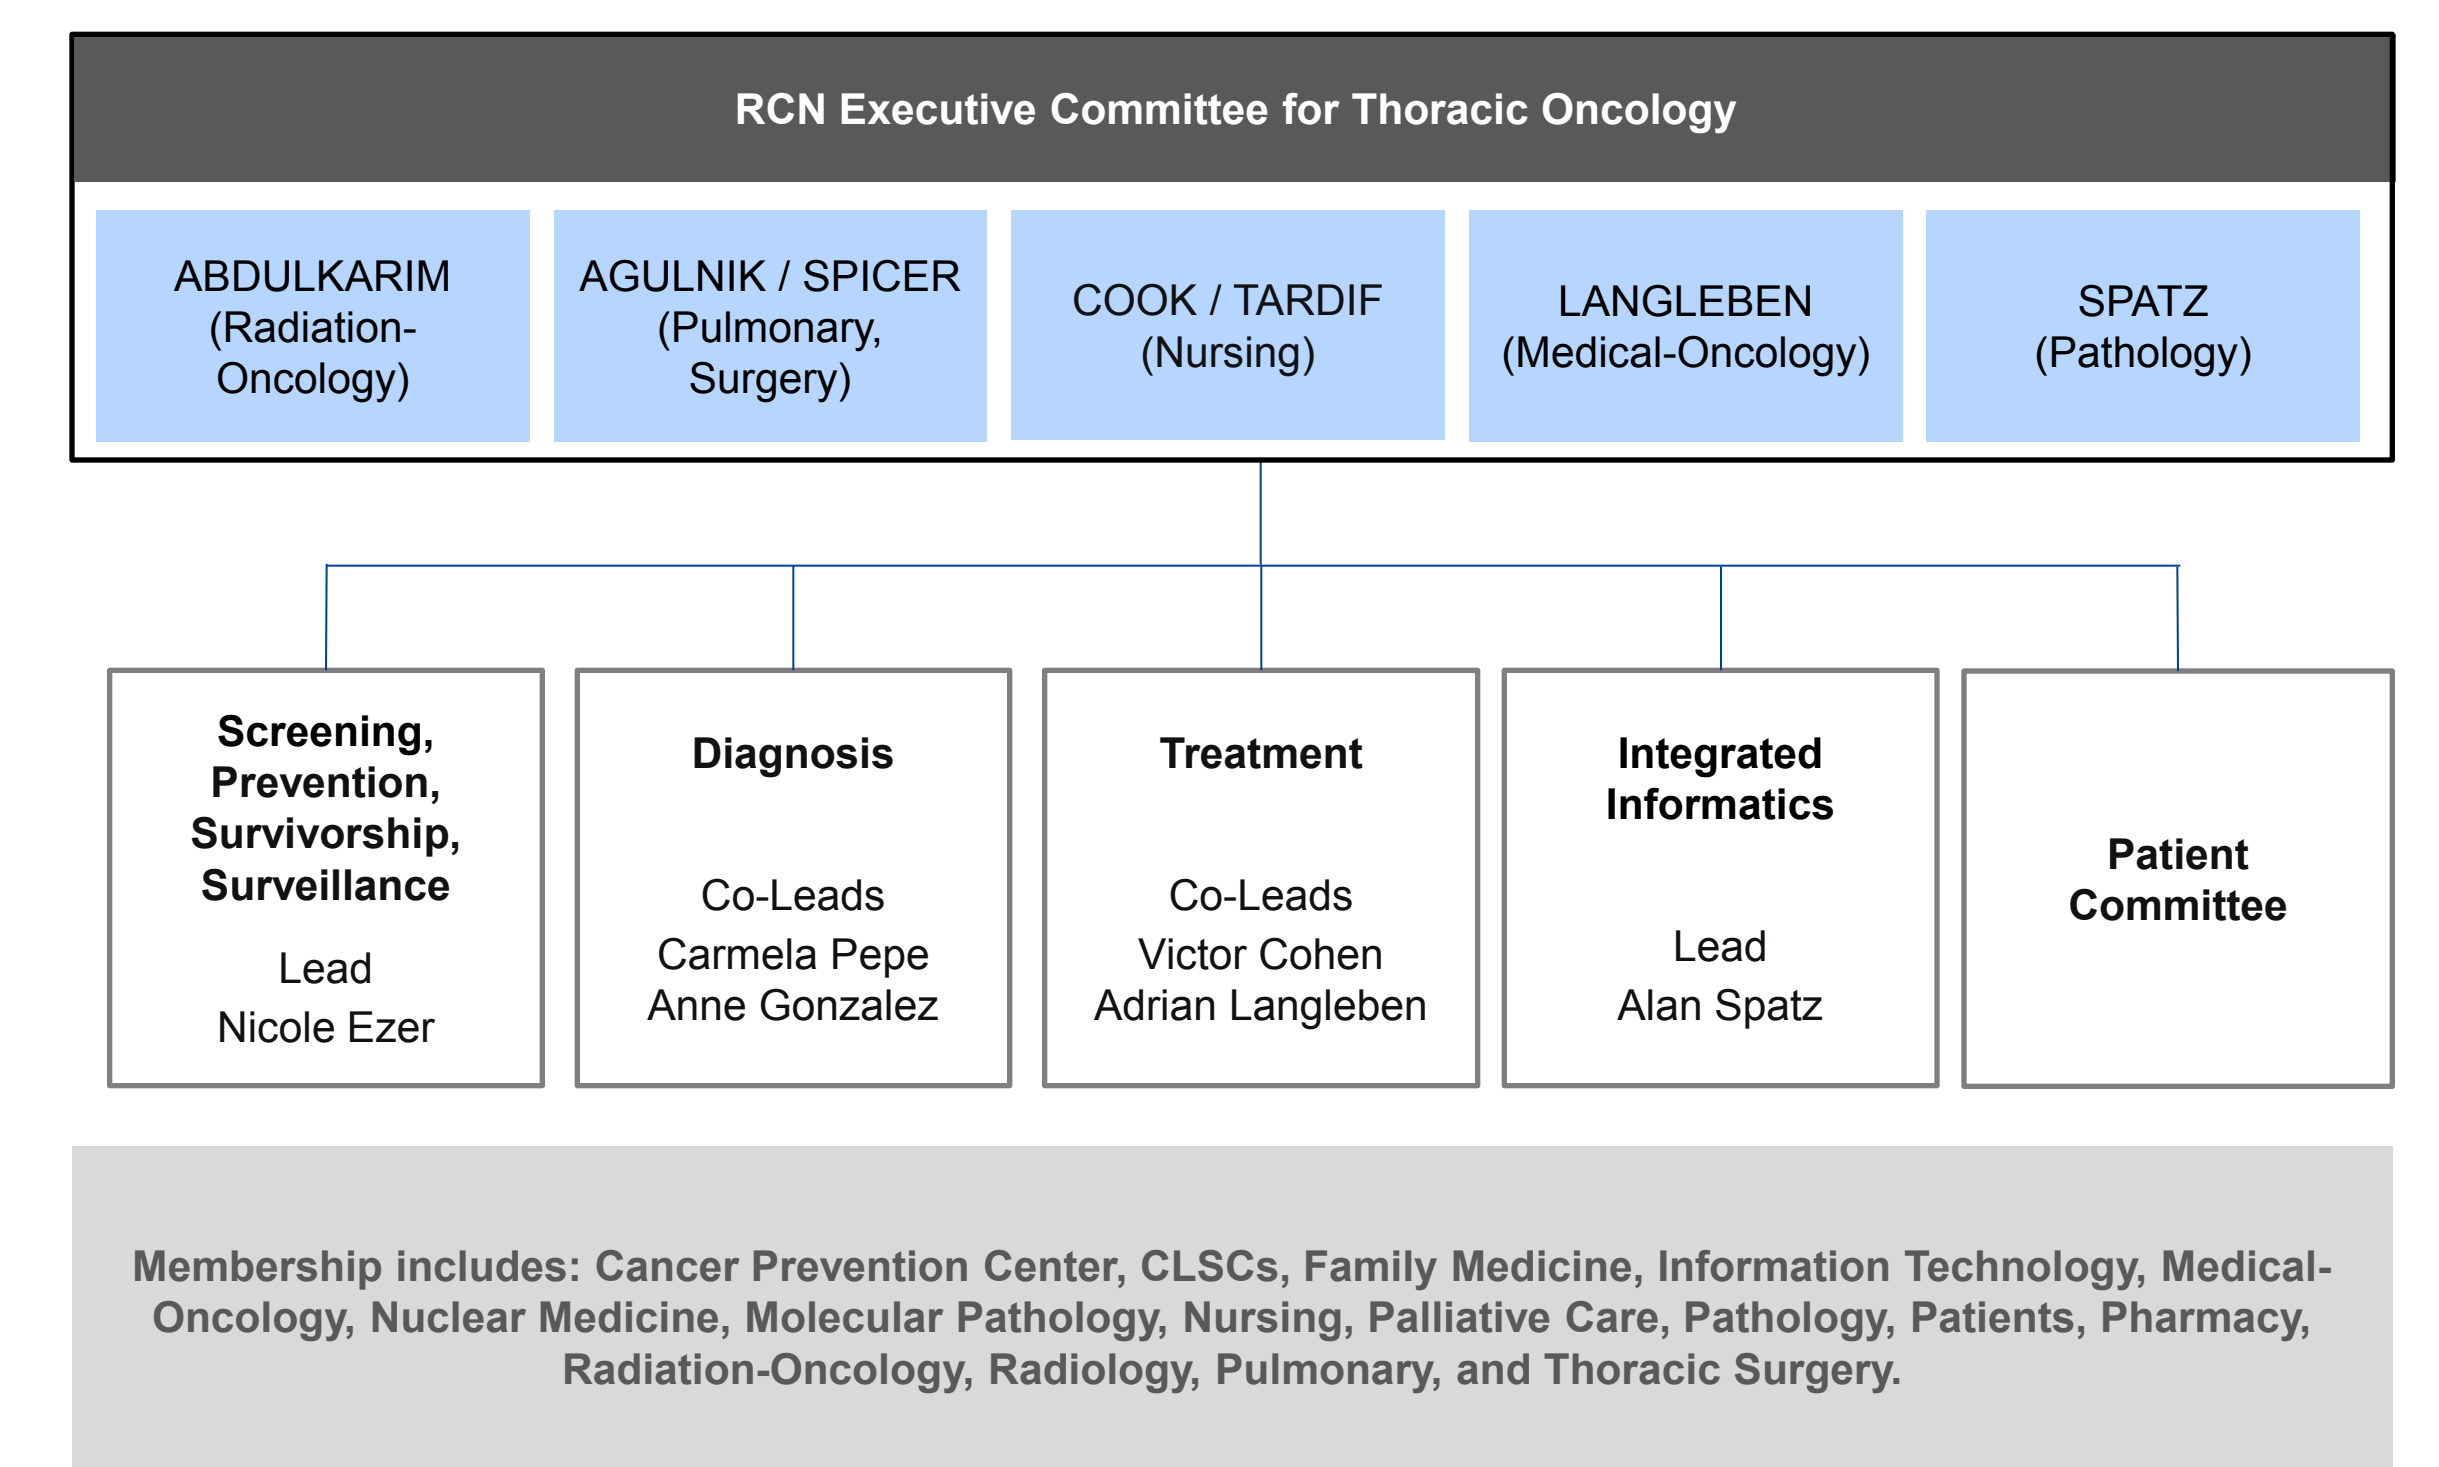 RCN Executive Committee for Thoracic Oncology
ABDULKARIM
(Radiation-
Oncology)
AGULNIK / SPICER
(Pulmonary,
Surgery)
COOK / TARDIF
(Nursing)
LANGLEBEN
(Medical-Oncology)
SPATZ
(Pathology)
Screening,
Prevention,
Survivorship,
Surveillance
Lead
Nicole Ezer
Diagnosis
Co-Leads
Carmela Pepe
Anne Gonzalez
Treatment
Co-Leads
Victor Cohen
Adrian Langleben
Integrated
Informatics
Lead
Alan Spatz
Patient
Committee
Membership includes: Cancer Prevention Center, CLSCs, Family Medicine, Information Technology, Medical-
Oncology, Nuclear Medicine, Molecular Pathology, Nursing, Palliative Care, Pathology, Patients, Pharmacy,
Radiation-Oncology, Radiology, Pulmonary, and Thoracic Surgery.